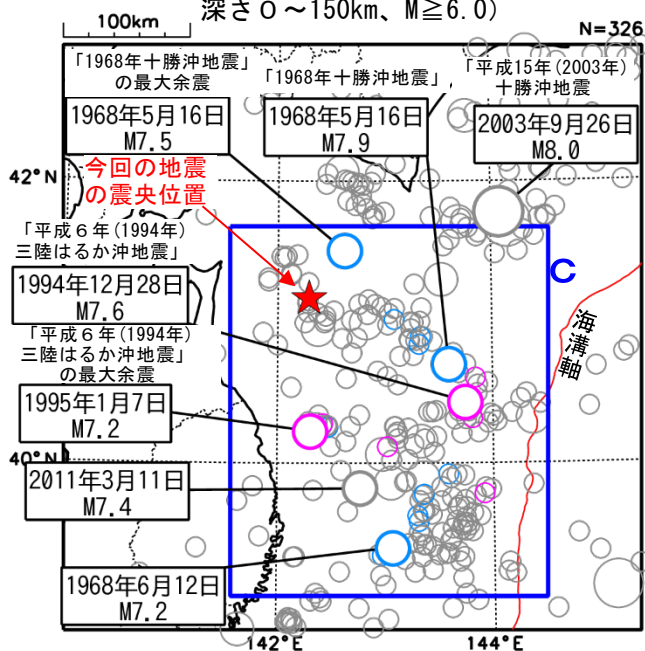 深さ0～150km、M≧6.0)
100km
N=326
「1968年十勝沖地震」
の最大余震
1968年5月16日
M7.5
「1968年十勝沖地震」
1968年5月16日
M7.9
「平成15年(2003年)
十勝沖地震
2003年9月26日
M8.0
42°N
今回の地震
の震央位置
「平成6年(1994年)
三陸はるか沖地震」
1994年12月28日
M7.6
C
海溝軸
「平成6年(1994年)
三陸はるか沖地震」
の最大余震
1995年1月7日
M7.2
40°N
2011年3月11日
M7.4
1968年6月12日
M7.2
142°E
144°E